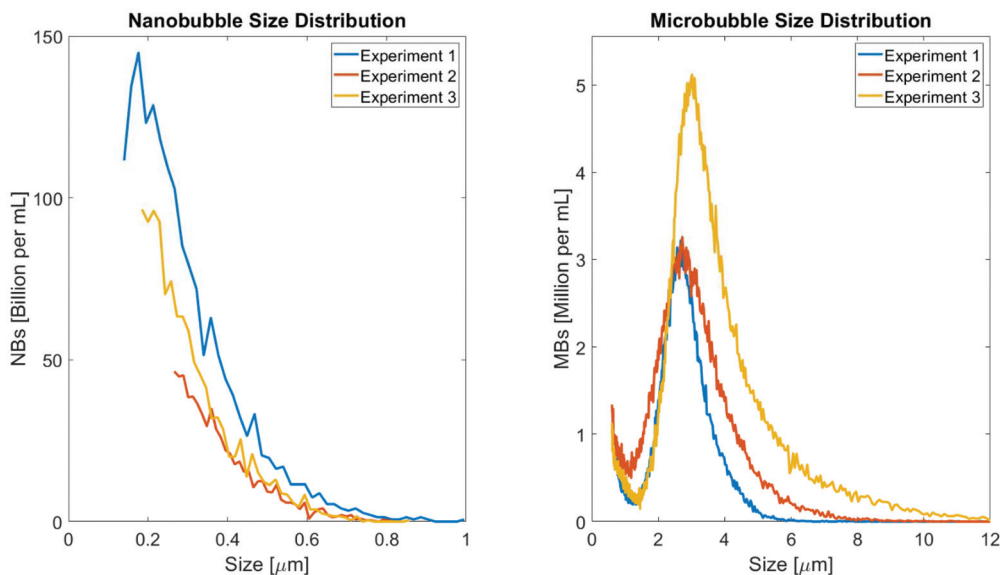 Nanobubble Size Distribution
150
100
50
0
NBs [Billion per mL]
Experiment 1
Experiment 2
Experiment 3
0 0.2 0.4 0.6 0.8 1
Size [μm]
Microbubble Size Distribution
5
4
3
2
1
0
MBs [Million per mL]
Experiment 1
Experiment 2
Experiment 3
0 2 4 6 8 10 12
Size [μm]